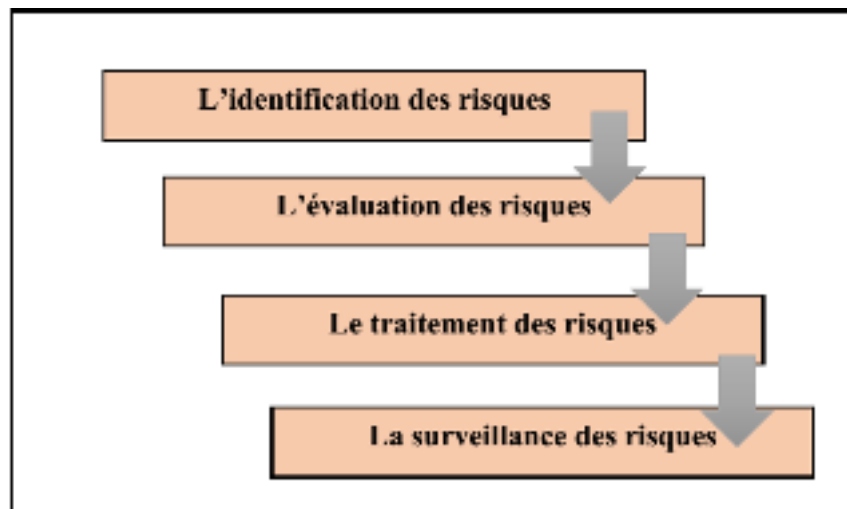 L'identification des risques
L'évaluation des risques
Le traitement des risques
La surveillance des risques